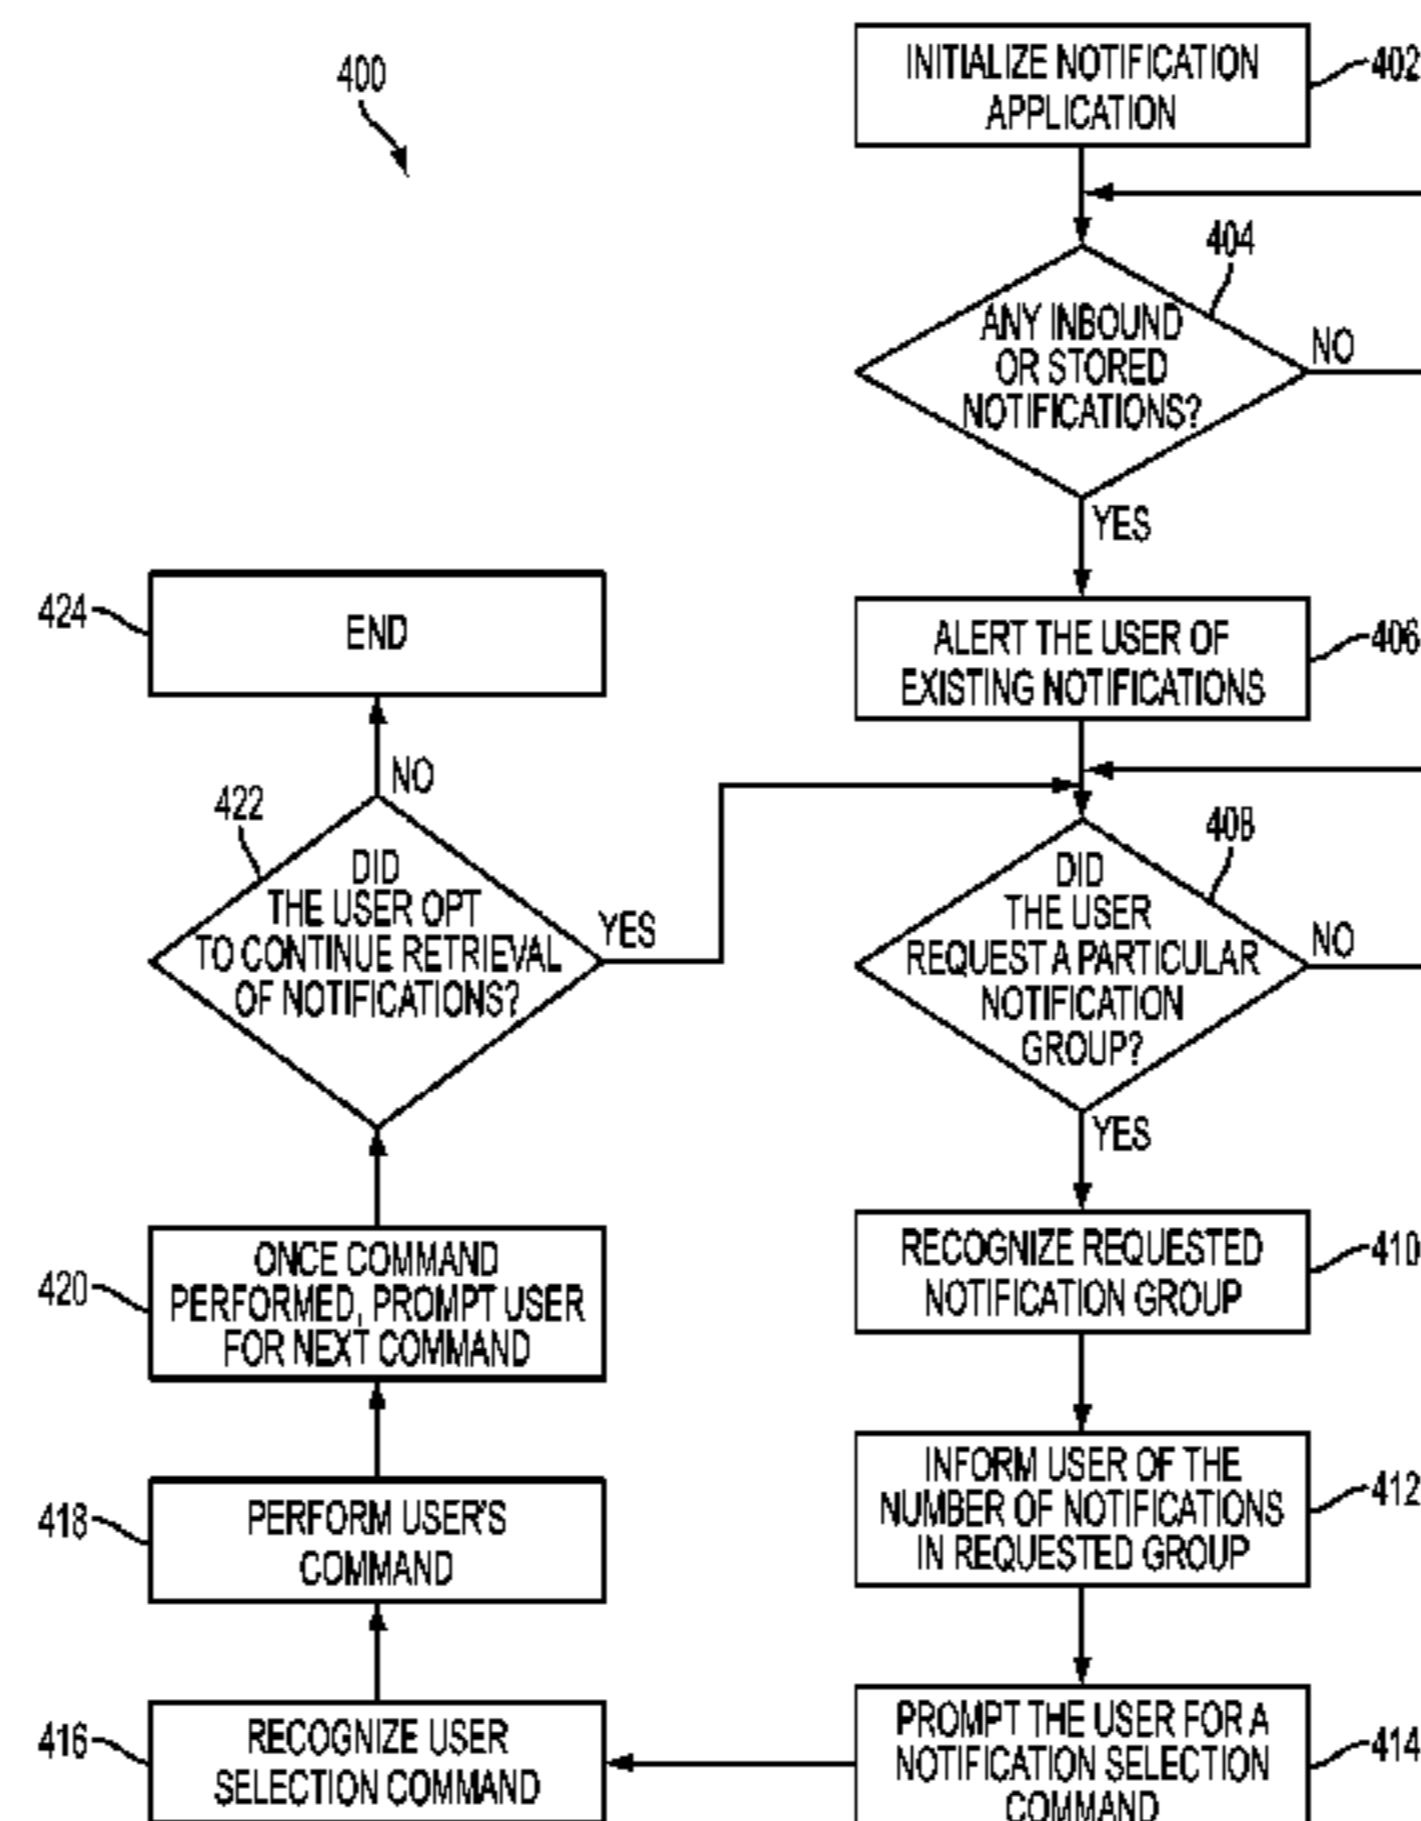 400
INITIALIZE NOTIFICATION
APPLICATION
402
404
ANY INBOUND
OR STORED
NOTIFICATIONS?
NO
YES
ALERT THE USER OF
EXISTING NOTIFICATIONS
406
408
DID
THE USER
REQUEST A PARTICULAR
NOTIFICATION
GROUP?
NO
YES
RECOGNIZE REQUESTED
NOTIFICATION GROUP
410
INFORM USER OF THE
NUMBER OF NOTIFICATIONS
IN REQUESTED GROUP
412
PROMPT THE USER FOR A
NOTIFICATION SELECTION
COMMAND
414
416
RECOGNIZE USER
SELECTION COMMAND
418
PERFORM USER'S
COMMAND
420
ONCE COMMAND
PERFORMED, PROMPT USER
FOR NEXT COMMAND
422
DID
THE USER OPT
TO CONTINUE RETRIEVAL
OF NOTIFICATIONS?
YES
NO
424
END